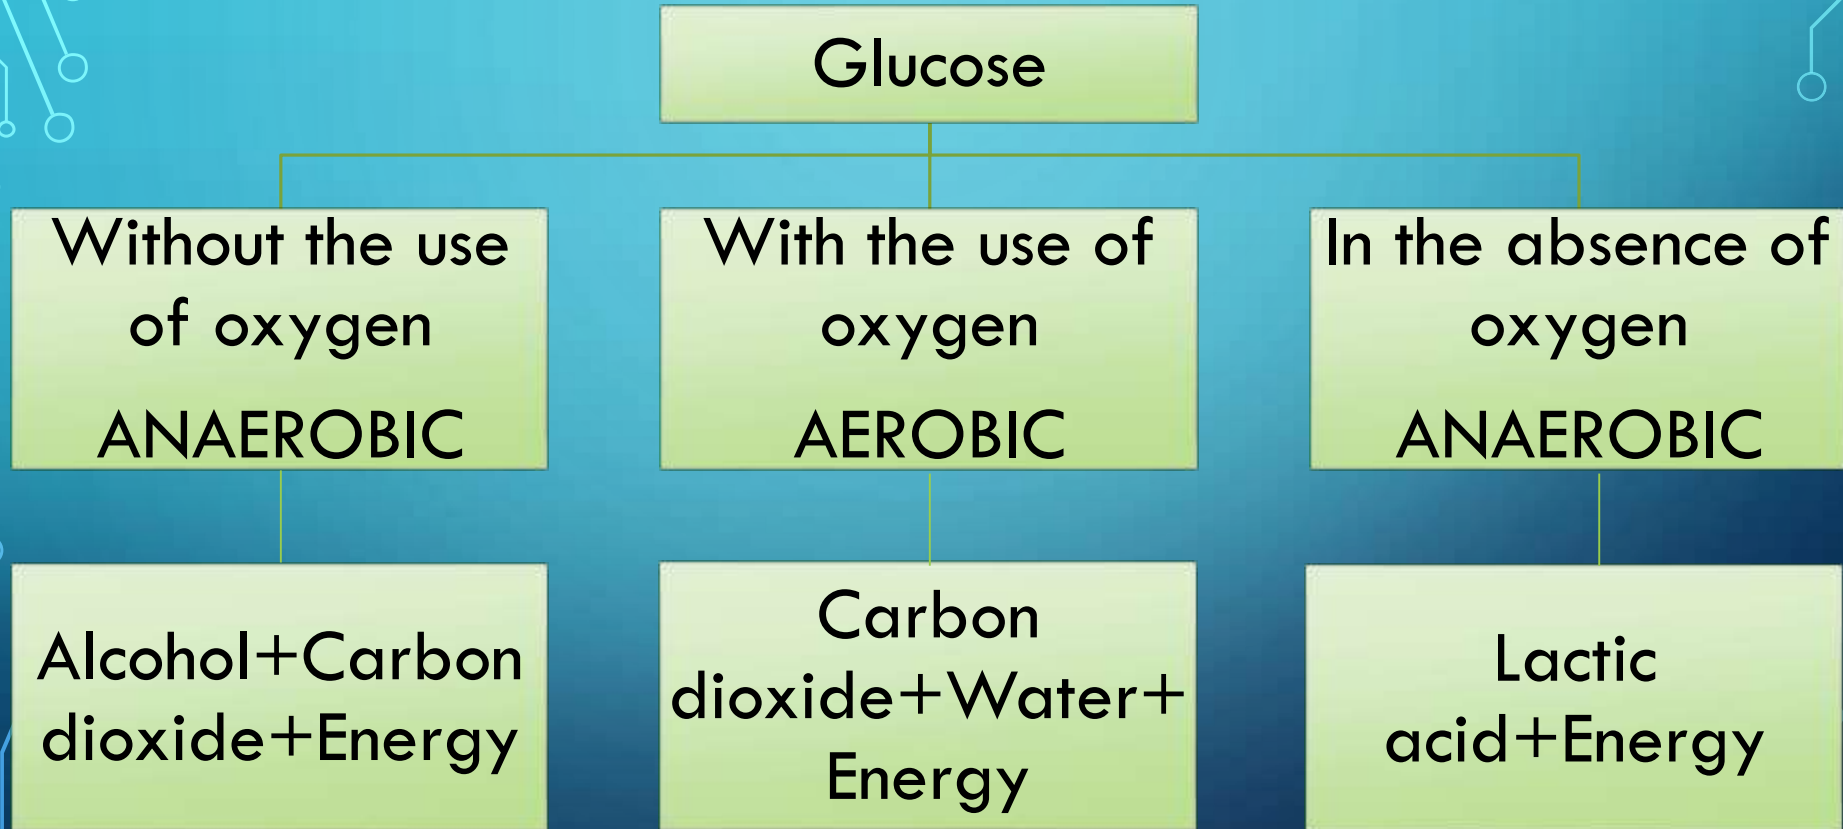 Glucose
Without the use
of oxygen
ANAEROBIC
With the use of
oxygen
AEROBIC
In the absence of
oxygen
ANAEROBIC
Alcohol+Carbon
dioxide+Energy
Carbon
dioxide+Water+
Energy
Lactic
acid+Energy